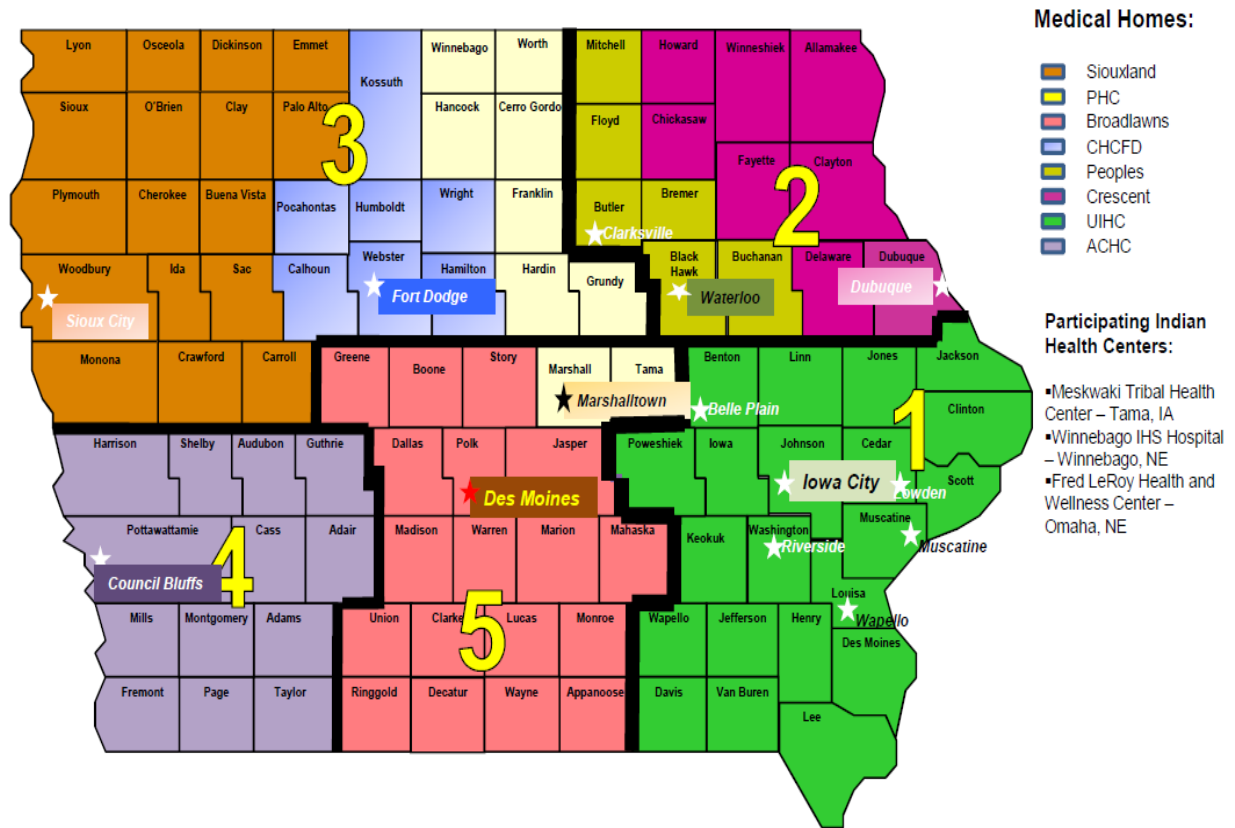 Medical Homes:
Siouxland
PHC
Broadlawns
CHCFD
Peoples
Crescent
UIHC
ACHC
Participating Indian
Health Centers:
▪Meskwaki Tribal Health
Center – Tama, IA
▪Winnebago IHS Hospital
– Winnebago, NE
▪Fred LeRoy Health and
Wellness Center –
Omaha, NE
Lyon
Osceola
Dickinson
Emmet
Kossuth
Winnebago
Worth
Mitchell
Howard
Winneshiek
Allamakee
Sioux
O'Brien
Clay
Palo Alto
Hancock
Cerro Gordo
Floyd
Chickasaw
3
Fayette
Clayton
2
Plymouth
Cherokee
Buena Vista
Pocahontas
Humboldt
Wright
Franklin
Butler
Bremer
Clarksville
Woodbury
Ida
Sac
Calhoun
Webster
Hamilton
Hardin
Grundy
Black
Hawk
Buchanan
Delaware
Dubuque
Sioux City
Fort Dodge
Waterloo
Dubuque
Monona
Crawford
Carroll
Greene
Boone
Story
Marshall
Tama
Benton
Linn
Jones
Jackson
Marshalltown
Belle Plain
1
Clinton
Harrison
Shelby
Audubon
Guthrie
Dallas
Polk
Jasper
Poweshiek
Iowa
Johnson
Cedar
Scott
Des Moines
Iowa City
Lowden
Pottawattamie
Cass
Adair
Madison
Warren
Marion
Mahaska
Keokuk
Washington
Muscatine
Riverside
Muscatine
4
Council Bluffs
Louisa
Wapello
Mills
Montgomery
Adams
Union
Clarke
Lucas
Monroe
Wapello
Jefferson
Henry
Des Moines
5
Fremont
Page
Taylor
Ringgold
Decatur
Wayne
Appanoose
Davis
Van Buren
Lee